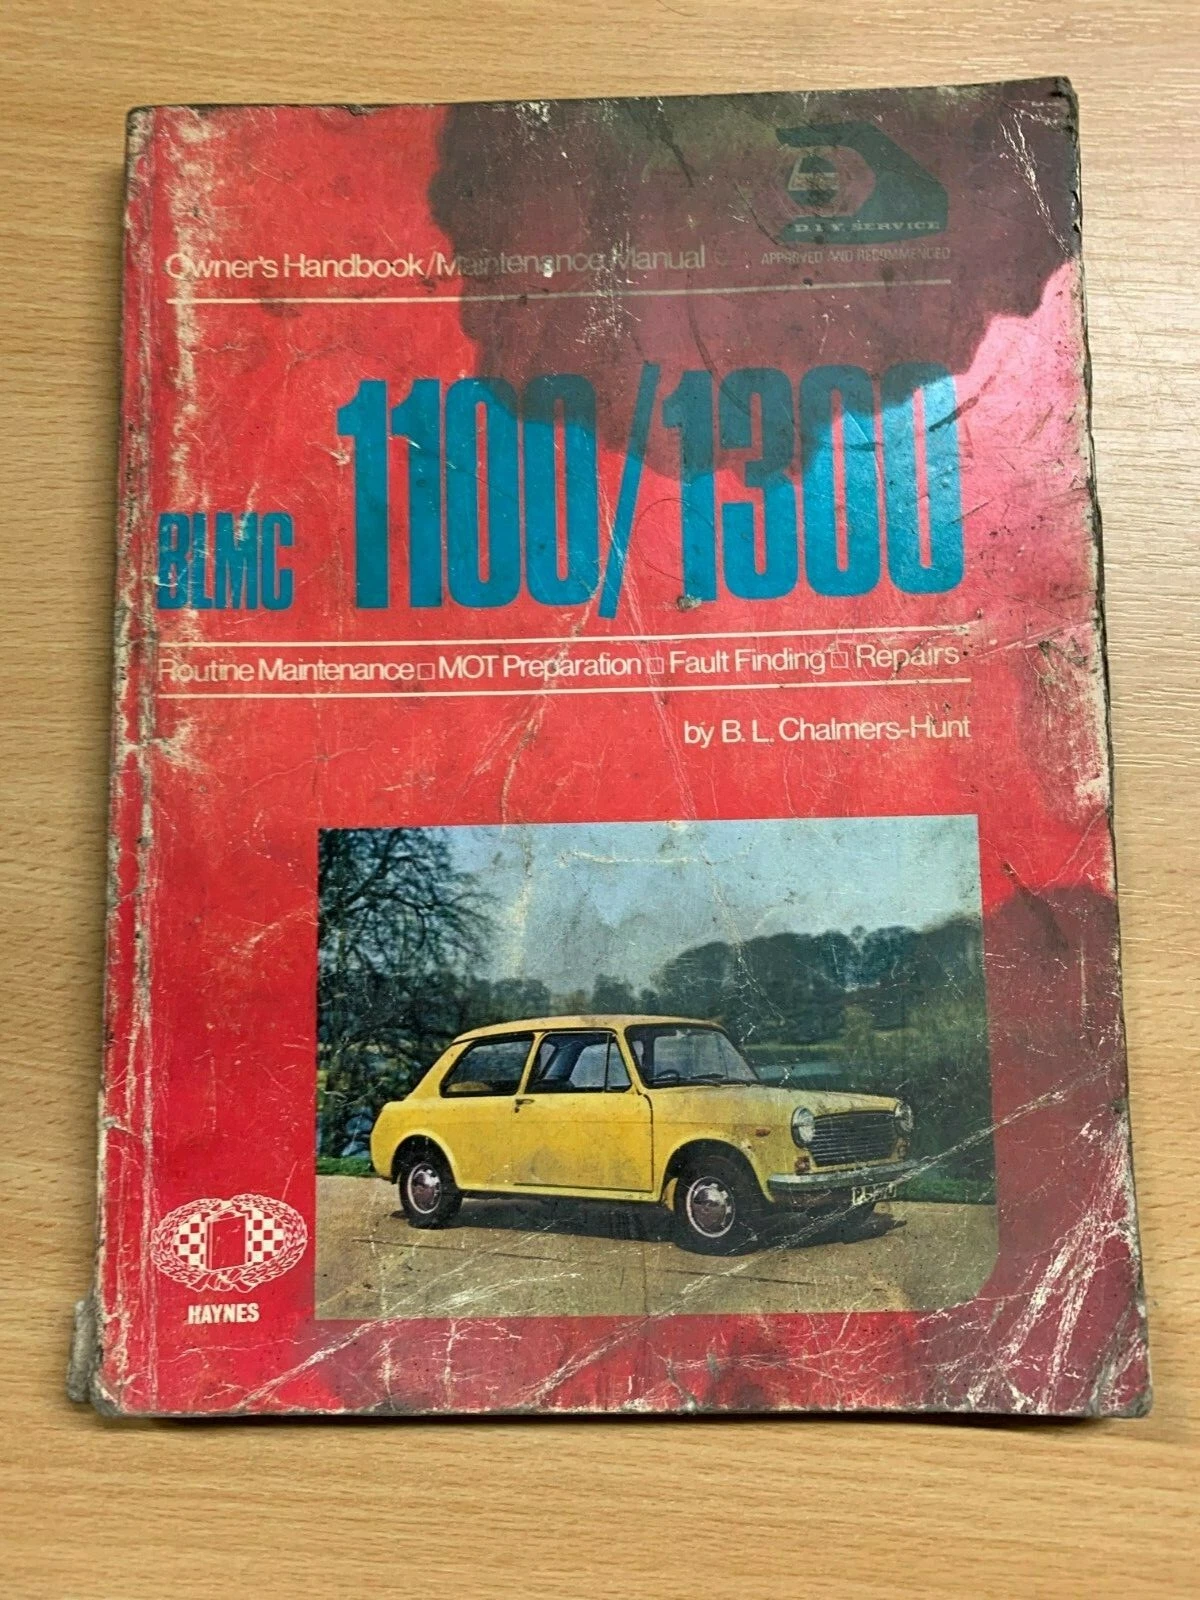 D.I.Y. SERVICE
APPROVED AND RECOMMENDED
Owner's Handbook/Maintenance Manual
BLMC 1100/1300
Routine Maintenance □ MOT Preparation □ Fault Finding □ Repairs
by B. L. Chalmers-Hunt
HAYNES